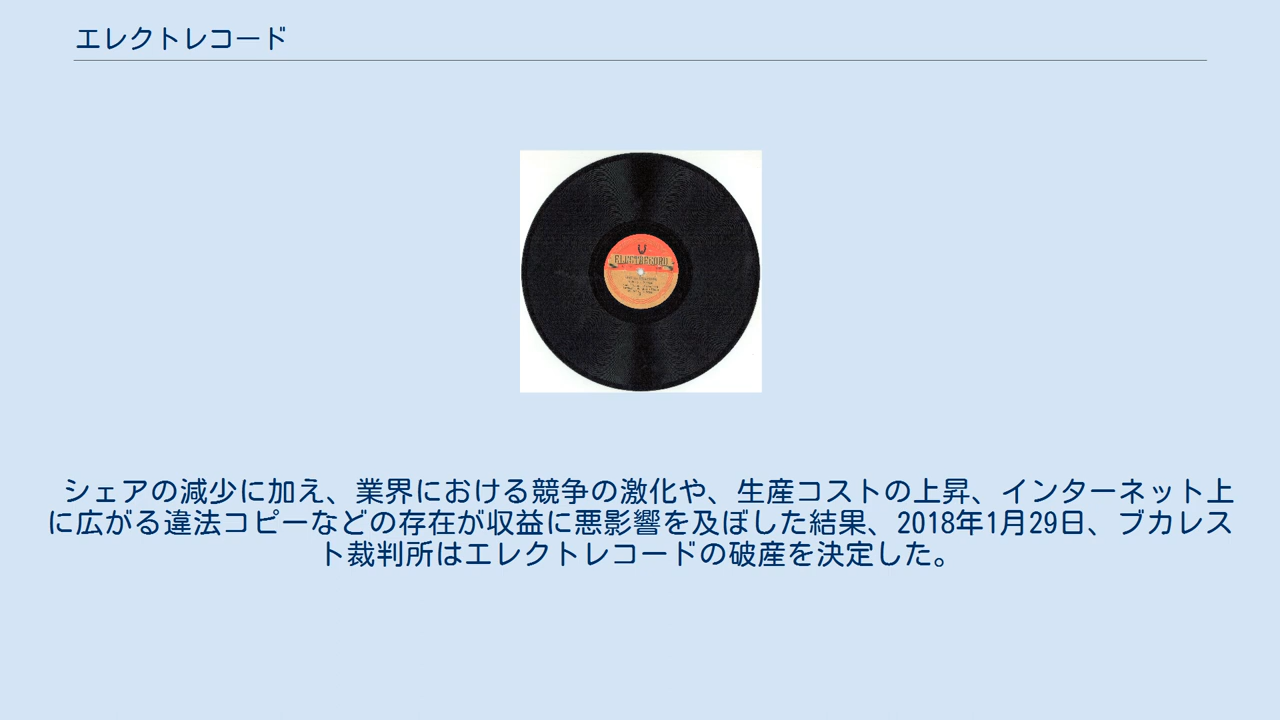 エレクトレコード
ELECTRECORD
シェアの減少に加え、業界における競争の激化や、生産コストの上昇、インターネット上
に広がる違法コピーなどの存在が収益に悪影響を及ぼした結果、2018年1月29日、ブカレス
ト裁判所はエレクトレコードの破産を決定した。